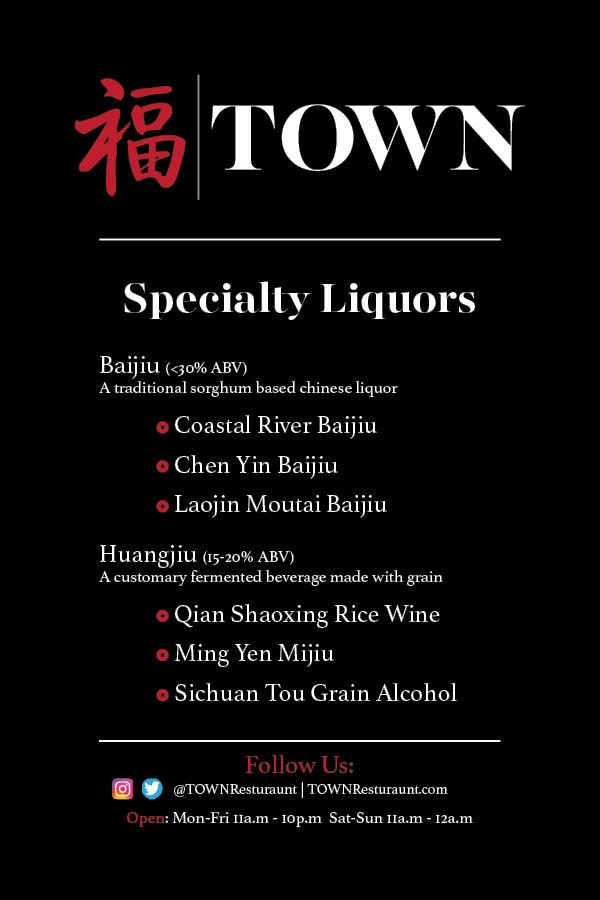 福 TOWN
Specialty Liquors
Baijiu (<30% ABV)
A traditional sorghum based chinese liquor
Coastal River Baijiu
Chen Yin Baijiu
Laojin Moutai Baijiu
Huangjiu (15-20% ABV)
A customary fermented beverage made with grain
Qian Shaoxing Rice Wine
Ming Yen Mijiu
Sichuan Tou Grain Alcohol
Follow Us:
@TOWNResturaunt | TOWNResturaunt.com
Open: Mon-Fri 11a.m - 10p.m Sat-Sun 11a.m - 12a.m